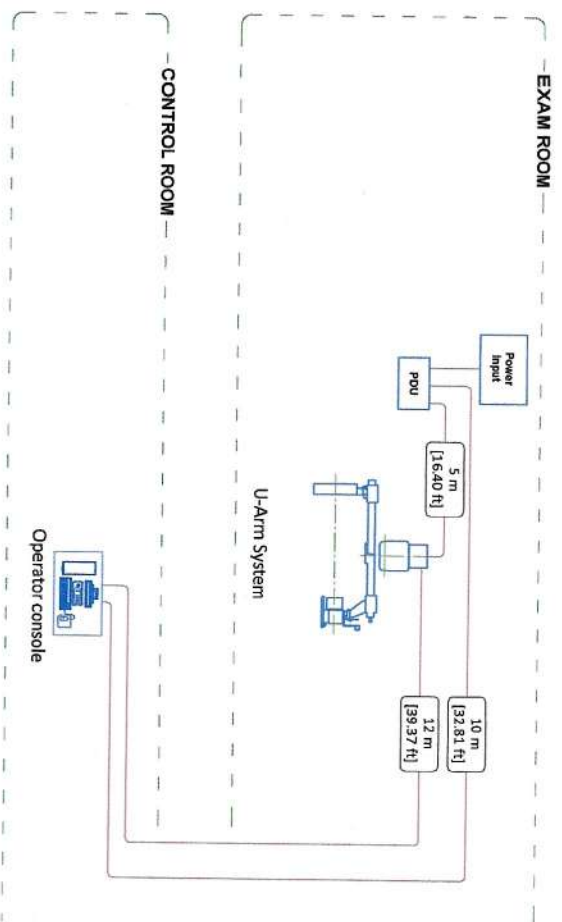 EXAM ROOM
Power
Input
PDU
5 m
[16.40 ft]
10 m
[32.81 ft]
12 m
[39.37 ft]
U-Arm System
CONTROL ROOM
Operator console